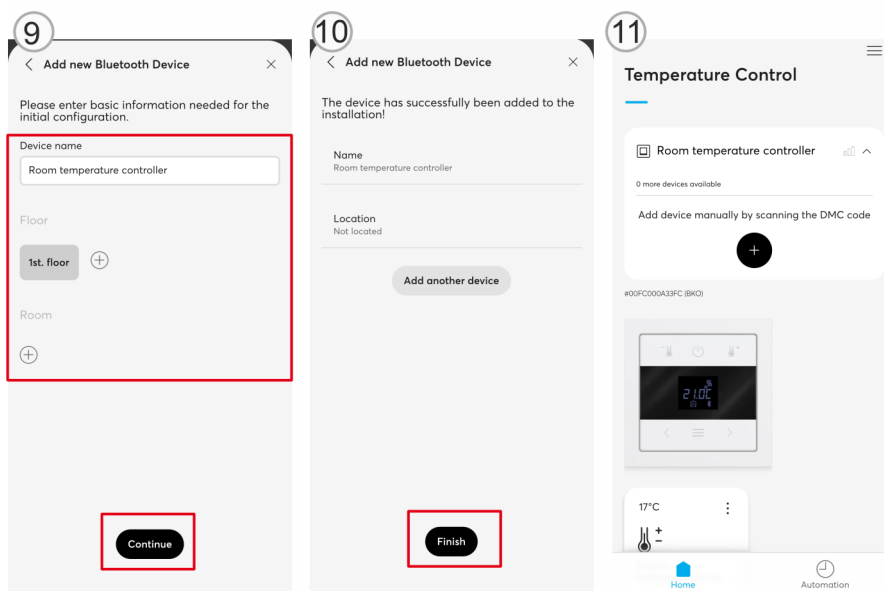 9
Add new Bluetooth Device
Please enter basic information needed for the
initial configuration.
Device name
Room temperature controller
Floor
1st. floor
Room
Continue
10
Add new Bluetooth Device
The device has successfully been added to the
installation!
Name
Room temperature controller
Location
Not located
Add another device
Finish
11
Temperature Control
Room temperature controller
0 more devices available
Add device manually by scanning the DMC code
#00FC000A33FC (BKO)
21.0°C
17°C
Home
Automation